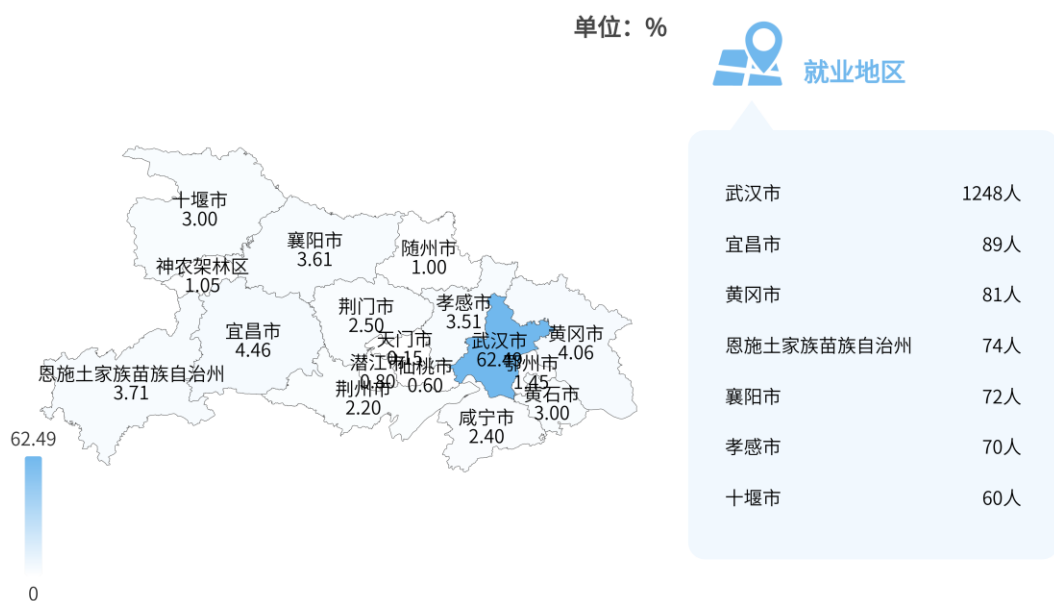 单位：%
就业地区
十堰市
3.00
襄阳市
3.61
随州市
1.00
神农架林区
1.05
荆门市
2.50
孝感市
3.51
宜昌市
4.46
天门市
0.15
武汉市
62.49
黄冈市
4.06
潜江市
0.80
仙桃市
0.60
鄂州市
1.45
恩施土家族苗族自治州
3.71
荆州市
2.20
黄石市
3.00
咸宁市
2.40
62.49
0
武汉市 1248人
宜昌市 89人
黄冈市 81人
恩施土家族苗族自治州 74人
襄阳市 72人
孝感市 70人
十堰市 60人